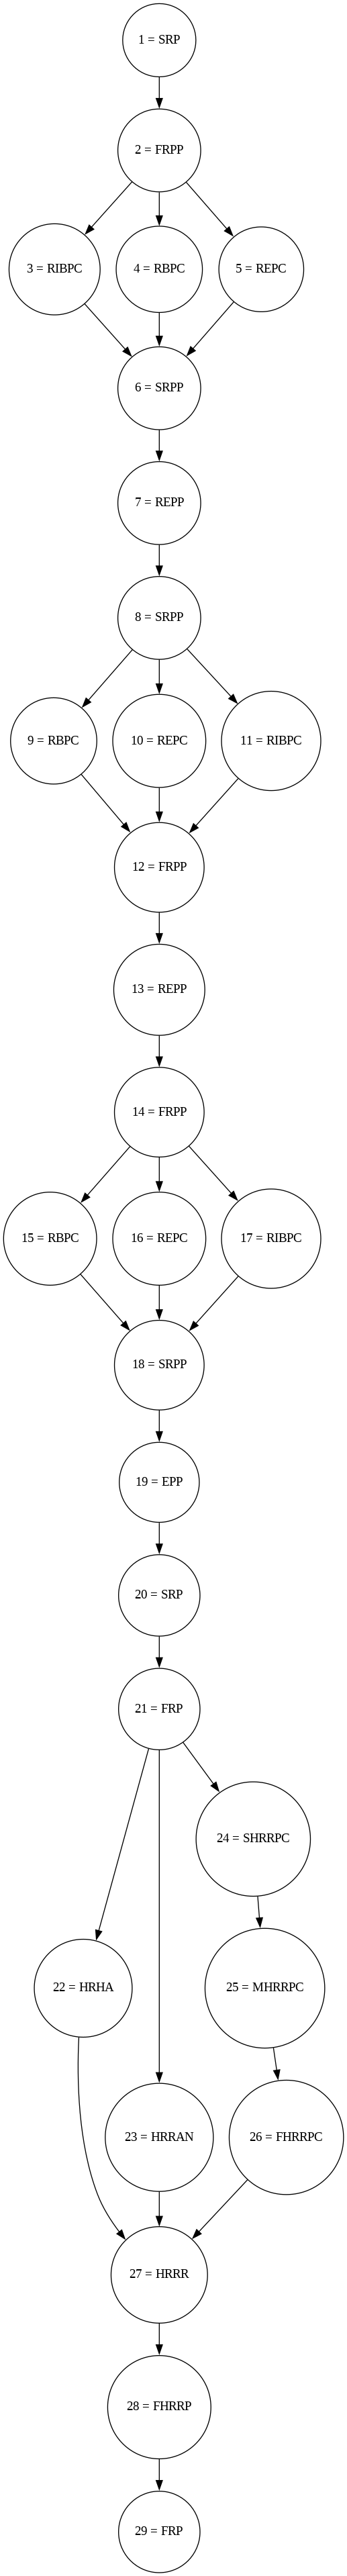 1 = SRP
2 = FRPP
3 = RIBPC
4 = RBPC
5 = REPC
6 = SRPP
7 = REPP
8 = SRPP
9 = RBPC
10 = REPC
11 = RIBPC
12 = FRPP
13 = REPP
14 = FRPP
15 = RBPC
16 = REPC
17 = RIBPC
18 = SRPP
19 = EPP
20 = SRP
21 = FRP
24 = SHRRPC
22 = HRHA
25 = MHRRPC
23 = HRRAN
26 = FHRRPC
27 = HRRR
28 = FHRRP
29 = FRP